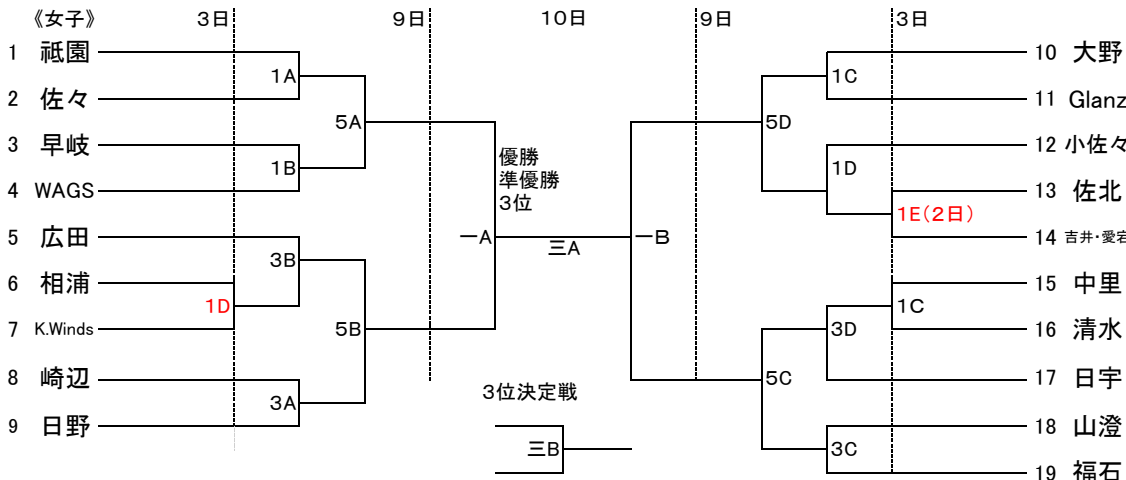 《女子》 3日 9日 10日 9日 3日
1 祗園
1A
2 佐々
5A
3 早岐
1B
4 WAGS
優勝
準優勝
3位
5 広田
一A
3B
6 相浦
1D
7 K.Winds
5B
8 崎辺
3A
9 日野
三A
3位決定戦
三B
10 大野
1C
11 Glanz
5D
12 小佐々
1D
13 佐北
1E(2日)
14 吉井・愛宕
一B
15 中里
1C
16 清水
3D
17 日宇
5C
18 山澄
3C
19 福石